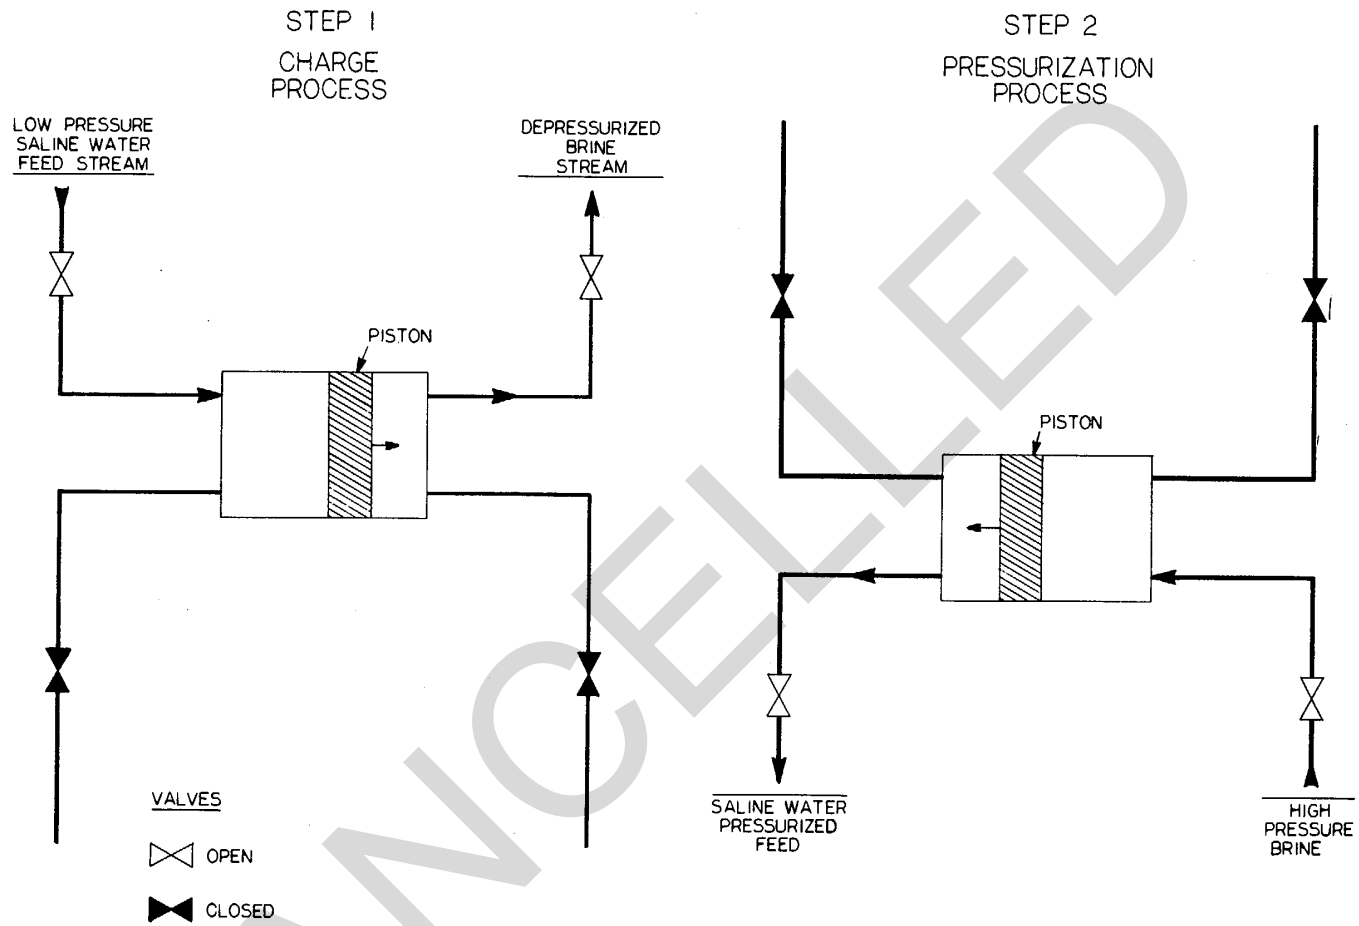 STEP 1
CHARGE
PROCESS
LOW PRESSURE
SALINE WATER
FEED STREAM
DEPRESSURIZED
BRINE
STREAM
PISTON
VALVES
OPEN
CLOSED
STEP 2
PRESSURIZATION
PROCESS
PISTON
SALINE WATER
PRESSURIZED
FEED
HIGH
PRESSURE
BRINE
ANCELLED